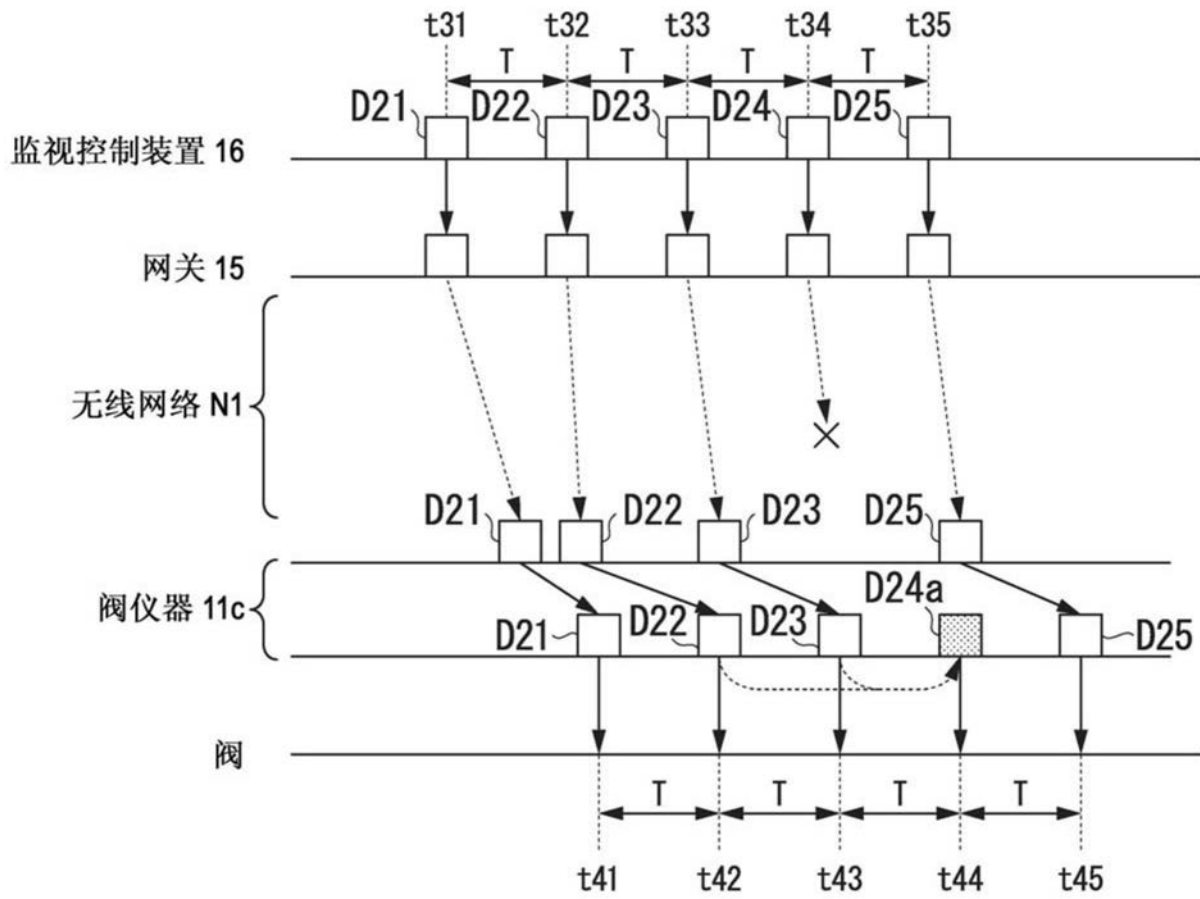 t31 t32 t33 t34 t35
T T T T
D21 D22 D23 D24 D25
监视控制装置 16
网关 15
无线网络 N1
D21 D22 D23 D25
阀仪器 11c
D24a
D21 D22 D23 D25
阀
T T T T
t41 t42 t43 t44 t45